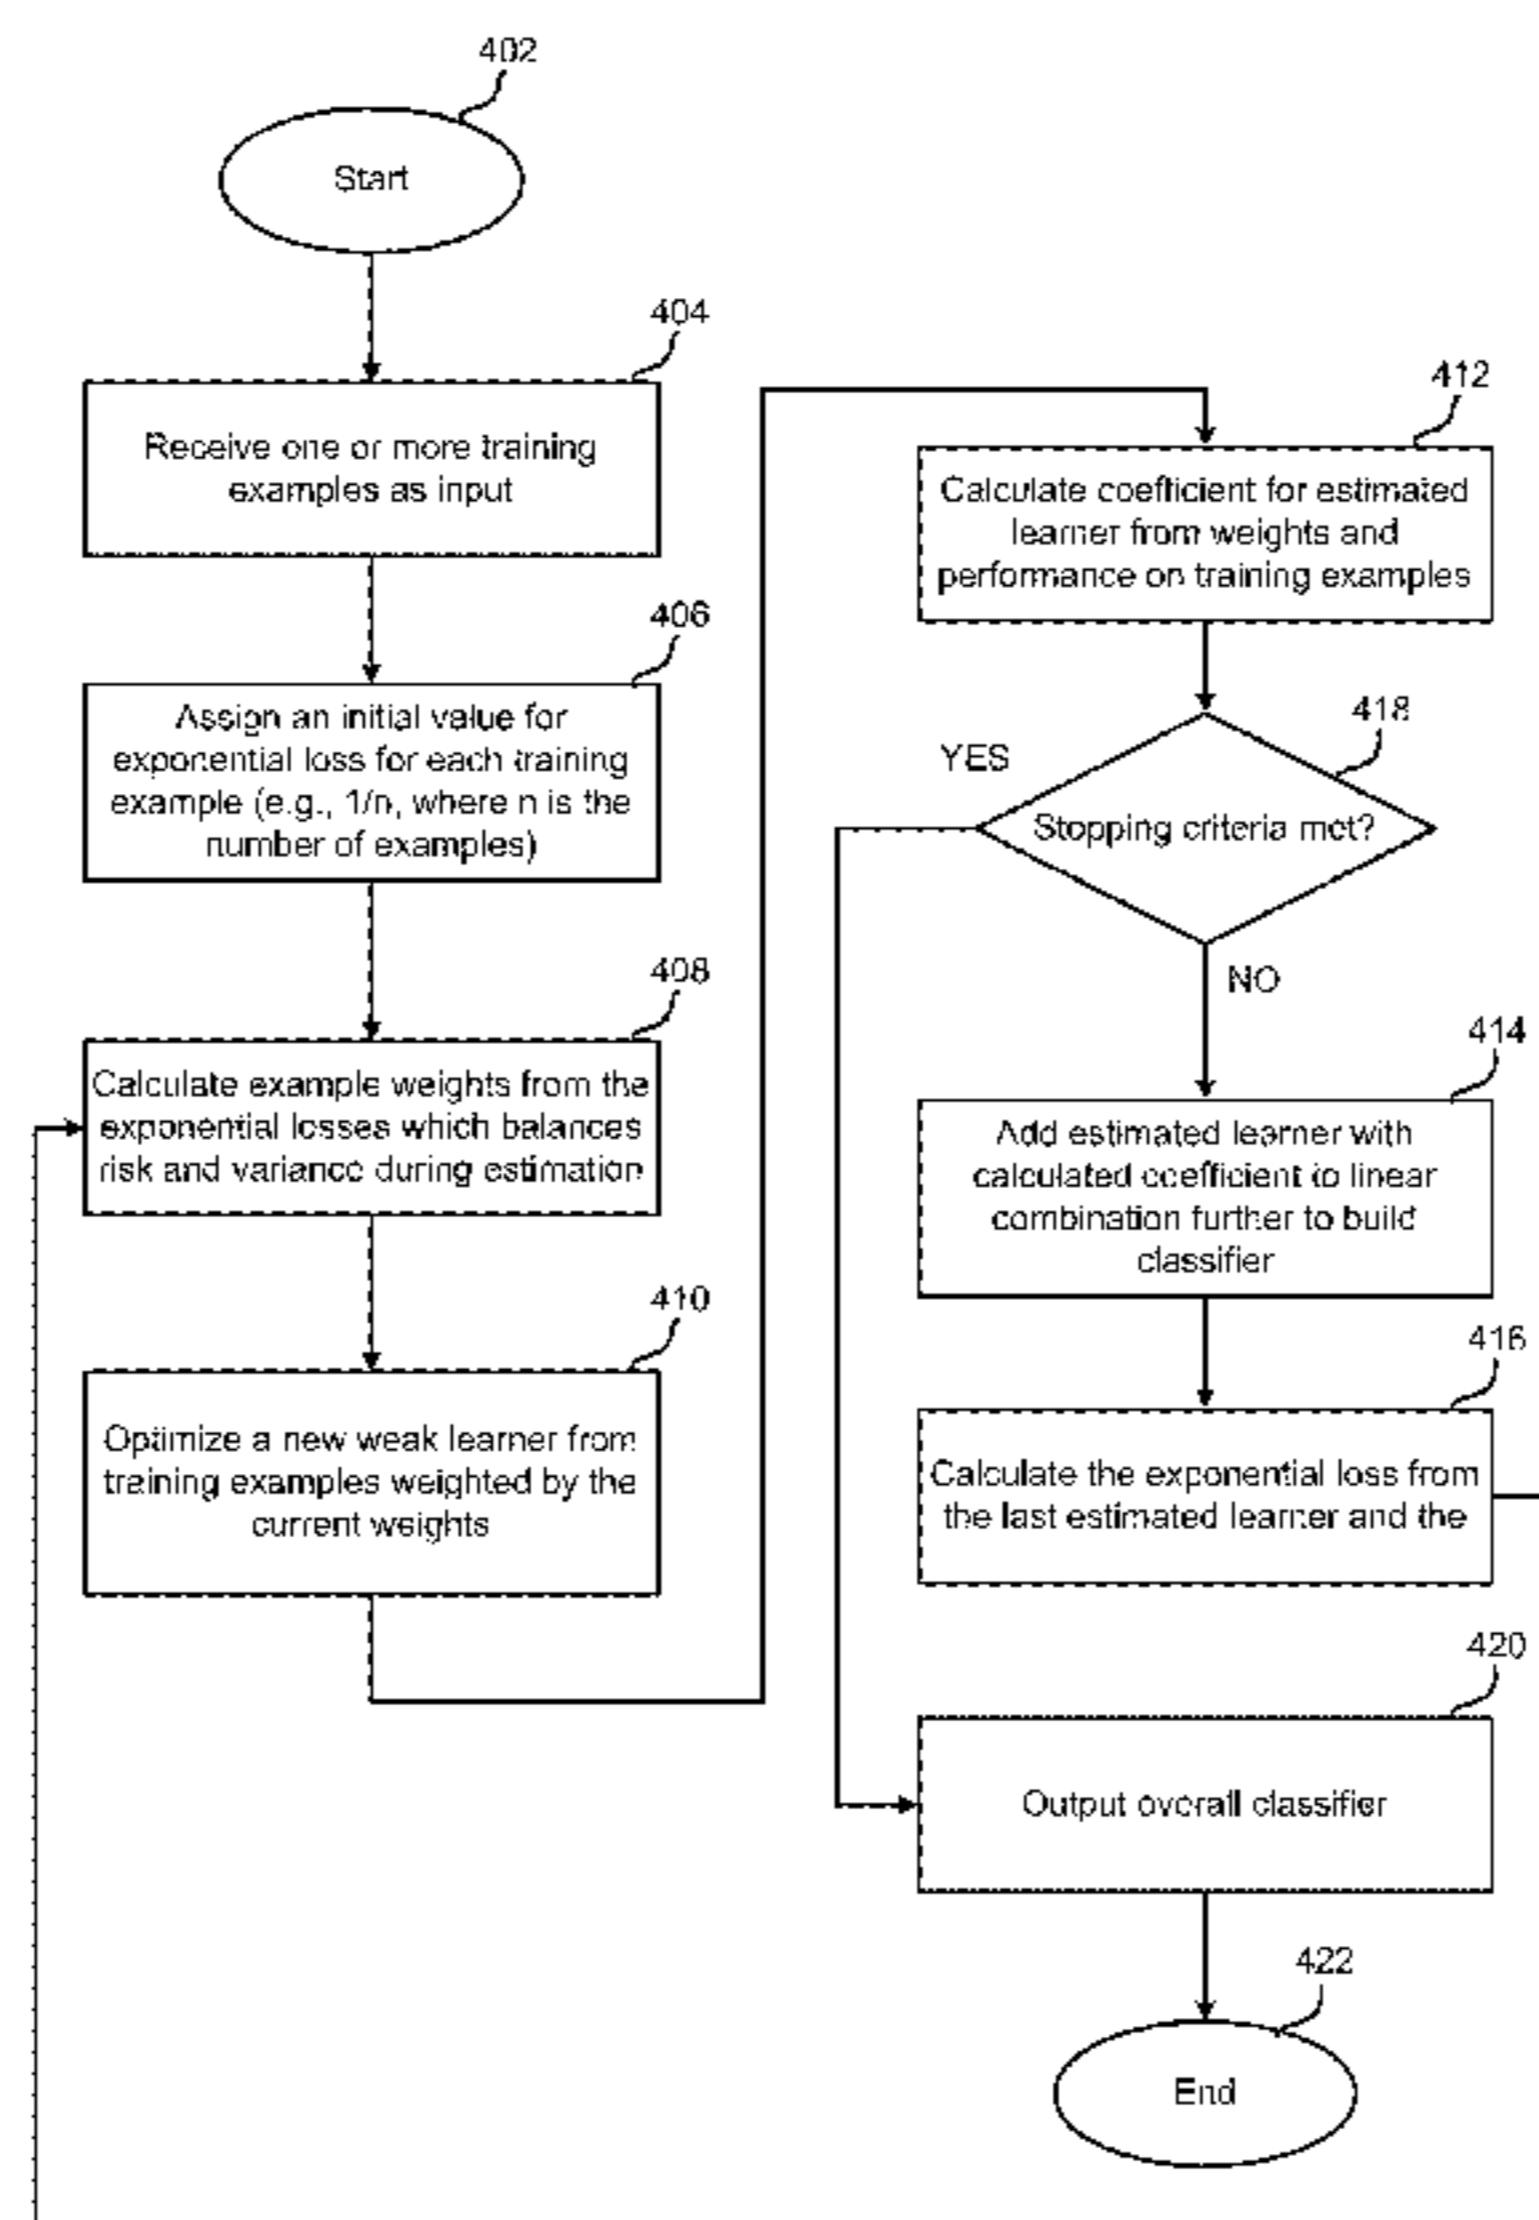 402
Start
404
Receive one or more training
examples as input
406
Assign an initial value for
exponential loss for each training
example (e.g., 1/n, where n is the
number of examples)
408
Calculate example weights from the
exponential losses which balances
risk and variance during estimation
410
Optimize a new weak learner from
training examples weighted by the
current weights
412
Calculate coefficient for estimated
learner from weights and
performance on training examples
418
YES
Stopping criteria met?
NO
414
Add estimated learner with
calculated coefficient to linear
combination further to build
classifier
416
Calculate the exponential loss from
the last estimated learner and the
420
Output overall classifier
422
End